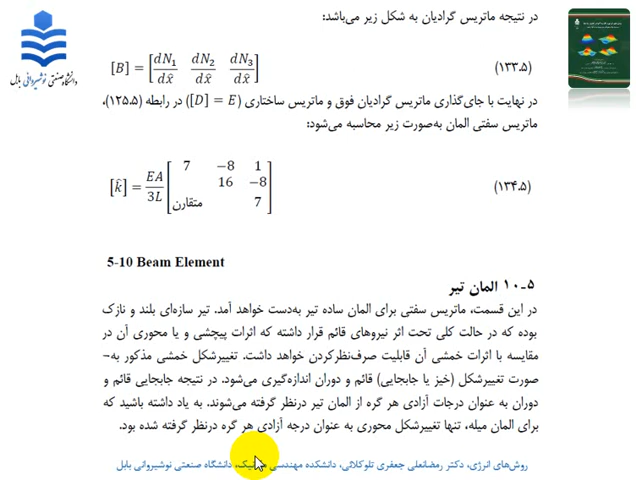 در نتیجه ماتریس گرادیان به شکل زیر می‌باشد:
[B] = [dN₁/dx̂ dN₂/dx̂ dN₃/dx̂] (۱۳۳.۵)
در نهایت با جای‌گذاری ماتریس گرادیان فوق و ماتریس ساختاری ([D] = E) در رابطه (۱۲۵.۵)،
ماتریس سفتی المان به‌صورت زیر محاسبه می‌شود:
[k̂] = EA/3L [7 −8 1
16 −8
متقارن 7] (۱۳۴.۵)
5-10 Beam Element
۱۰-۵ المان تیر
در این قسمت، ماتریس سفتی برای المان ساده تیر به‌دست خواهد آمد. تیر سازه‌ای بلند و نازک
بوده که در حالت کلی تحت اثر نیروهای قائم قرار داشته که اثرات پیچشی و یا محوری آن در
مقایسه با اثرات خمشی آن قابلیت صرف‌نظرکردن خواهد داشت. تغییرشکل خمشی مذکور به-
صورت تغییرشکل (خیز یا جابجایی) قائم و دوران اندازه‌گیری می‌شود. در نتیجه جابجایی قائم و
دوران به عنوان درجات آزادی هر گره از المان تیر درنظر گرفته می‌شوند. به یاد داشته باشید که
برای المان میله، تنها تغییرشکل محوری به عنوان درجه آزادی هر گره درنظر گرفته شده بود.
روش‌های انرژی، دکتر رمضانعلی جعفری تلوکلائی، دانشکده مهندسی مکانیک، دانشگاه صنعتی نوشیروانی بابل
دانشگاه صنعتی نوشیروانی بابل